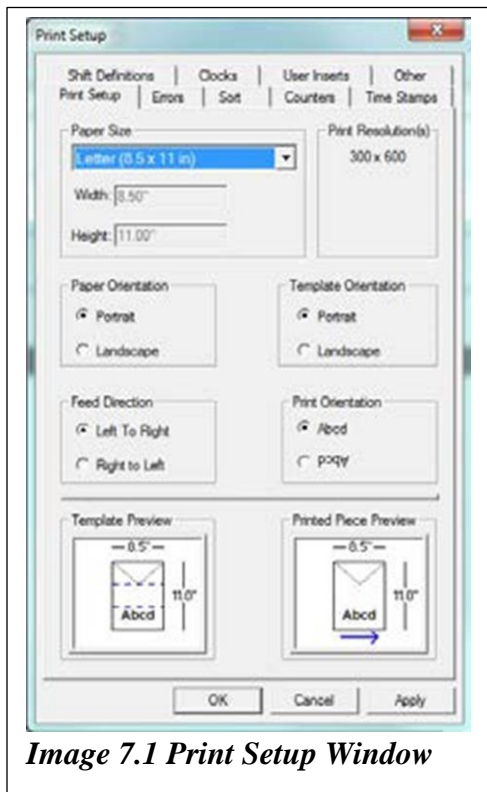 Print Setup
Shift Definitions Clocks User Inserts Other
Print Setup Errors Sort Counters Time Stamps
Paper Size
Letter (8.5 x 11 in)
Width: 8.50"
Height: 11.00"
Print Resolution(s)
300 x 600
Paper Orientation
Portrait
Landscape
Template Orientation
Portrait
Landscape
Feed Direction
Left To Right
Right to Left
Print Orientation
Abcd
Abcd
Template Preview
8.5"
11.0"
Abcd
Printed Piece Preview
8.5"
11.0"
Abcd
OK Cancel Apply
Image 7.1 Print Setup Window